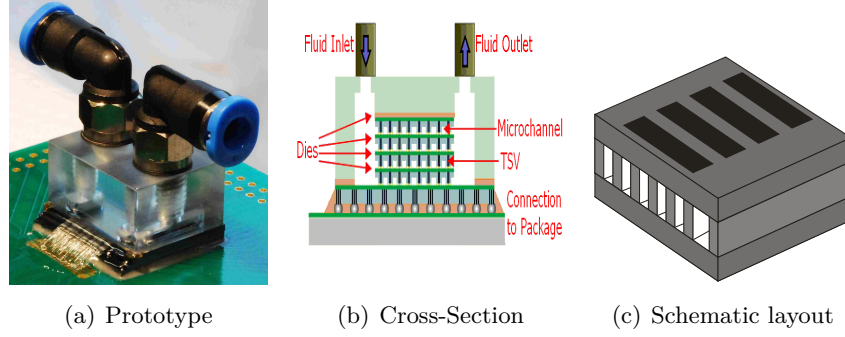 Fluid Inlet
Fluid Outlet
Dies
Microchannel
TSV
Connection
to Package
(a) Prototype
(b) Cross-Section
(c) Schematic layout